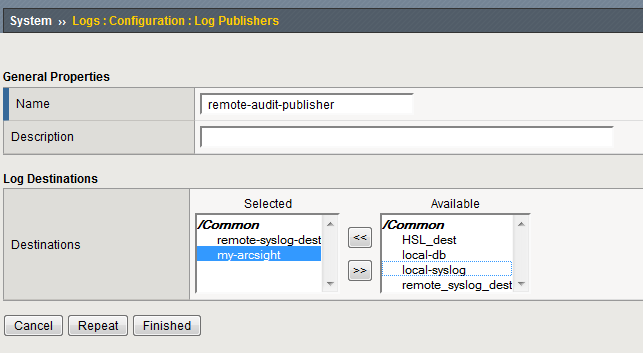 System ›› Logs : Configuration : Log Publishers
General Properties
Name remote-audit-publisher
Description
Log Destinations
Selected Available
Destinations
/Common
remote-syslog-dest
my-arcsight
<<
>>
/Common
HSL_dest
local-db
local-syslog
remote_syslog_dest
Cancel Repeat Finished